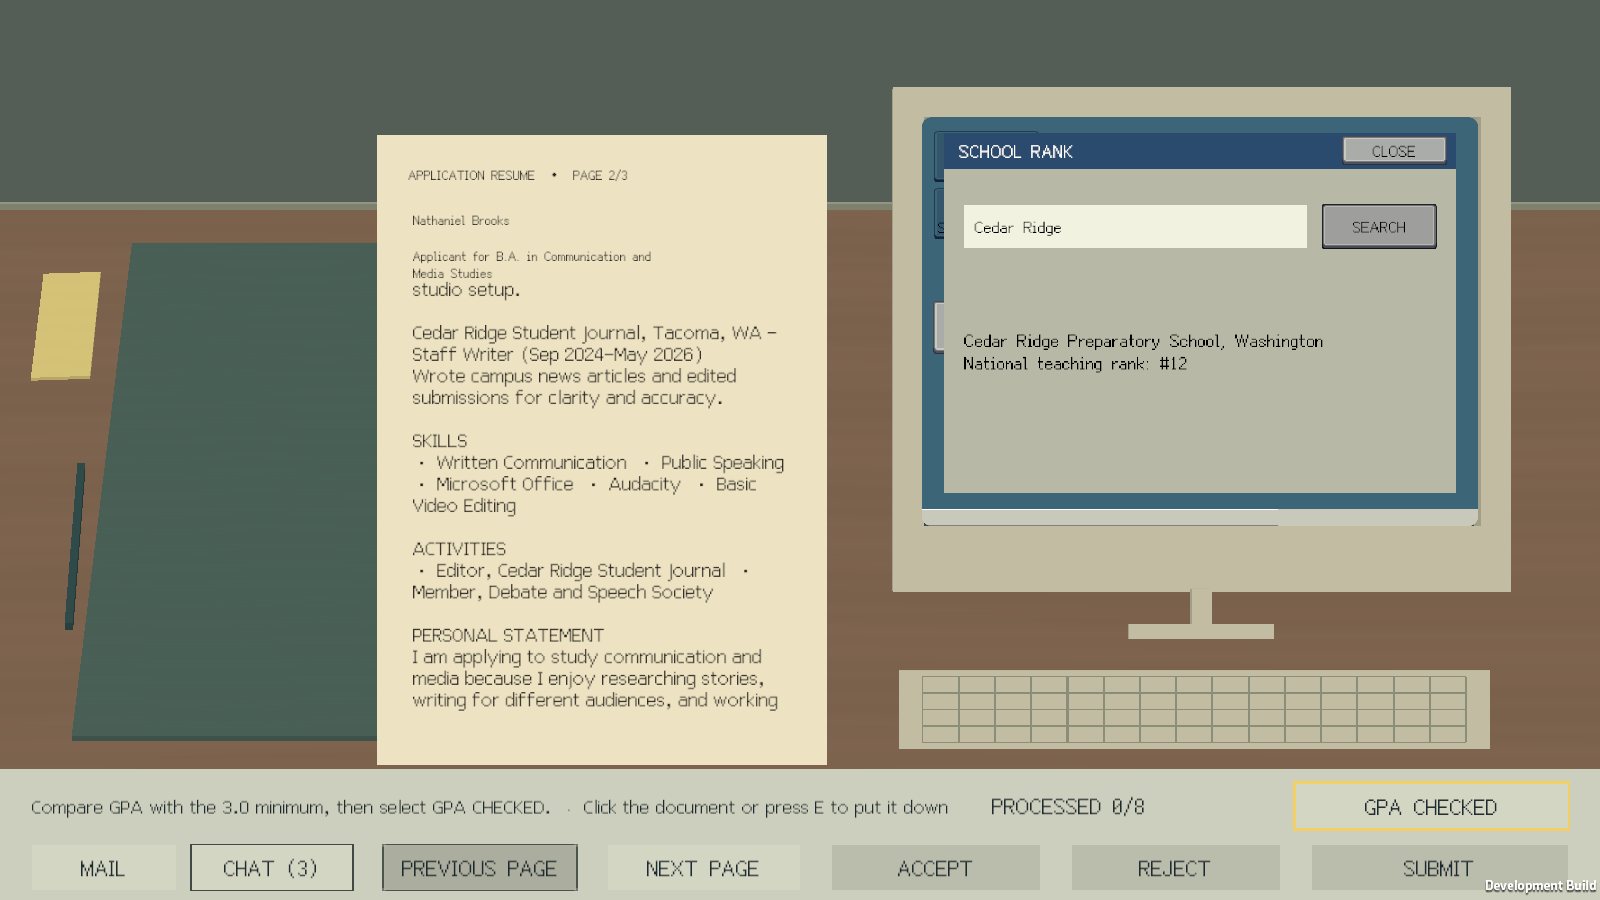 APPLICATION RESUME • PAGE 2/3
Nathaniel Brooks
Applicant for B.A. in Communication and
Media Studies
studio setup.
Cedar Ridge Student Journal, Tacoma, WA –
Staff Writer (Sep 2024–May 2026)
Wrote campus news articles and edited
submissions for clarity and accuracy.
SKILLS
• Written Communication • Public Speaking
• Microsoft Office • Audacity • Basic
Video Editing
ACTIVITIES
• Editor, Cedar Ridge Student Journal •
Member, Debate and Speech Society
PERSONAL STATEMENT
I am applying to study communication and
media because I enjoy researching stories,
writing for different audiences, and working
SCHOOL RANK
CLOSE
Cedar Ridge
SEARCH
Cedar Ridge Preparatory School, Washington
National teaching rank: #12
Compare GPA with the 3.0 minimum, then select GPA CHECKED. · Click the document or press E to put it down
PROCESSED 0/8
GPA CHECKED
MAIL
CHAT (3)
PREVIOUS PAGE
NEXT PAGE
ACCEPT
REJECT
SUBMIT
Development Build